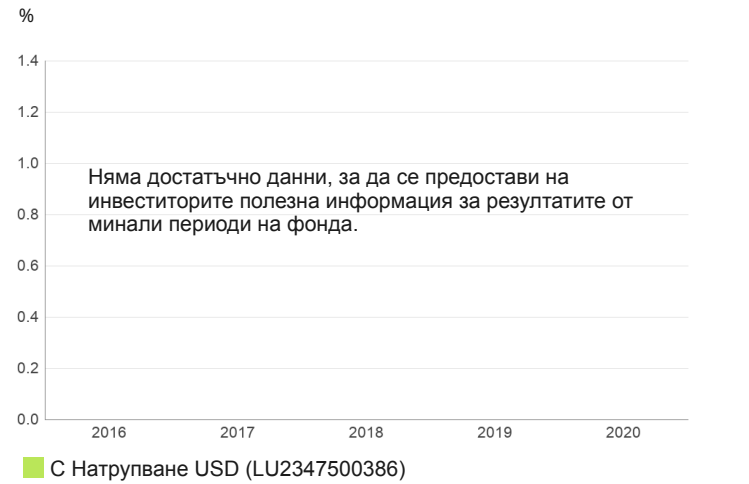 %
1.4
1.2
1.0
Няма достатъчно данни, за да се предостави на
инвеститорите полезна информация за резултатите от
0.8
минали периоди на фонда.
0.6
0.4
0.2
0.0
2016 2017 2018 2019 2020
C Натрупване USD (LU2347500386)